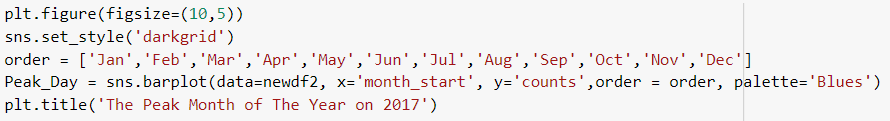 plt.figure(figsize=(10,5))
sns.set_style('darkgrid')
order = ['Jan','Feb','Mar','Apr','May','Jun','Jul','Aug','Sep','Oct','Nov','Dec']
Peak_Day = sns.barplot(data=newdf2, x='month_start', y='counts',order = order, palette='Blues')
plt.title('The Peak Month of The Year on 2017')